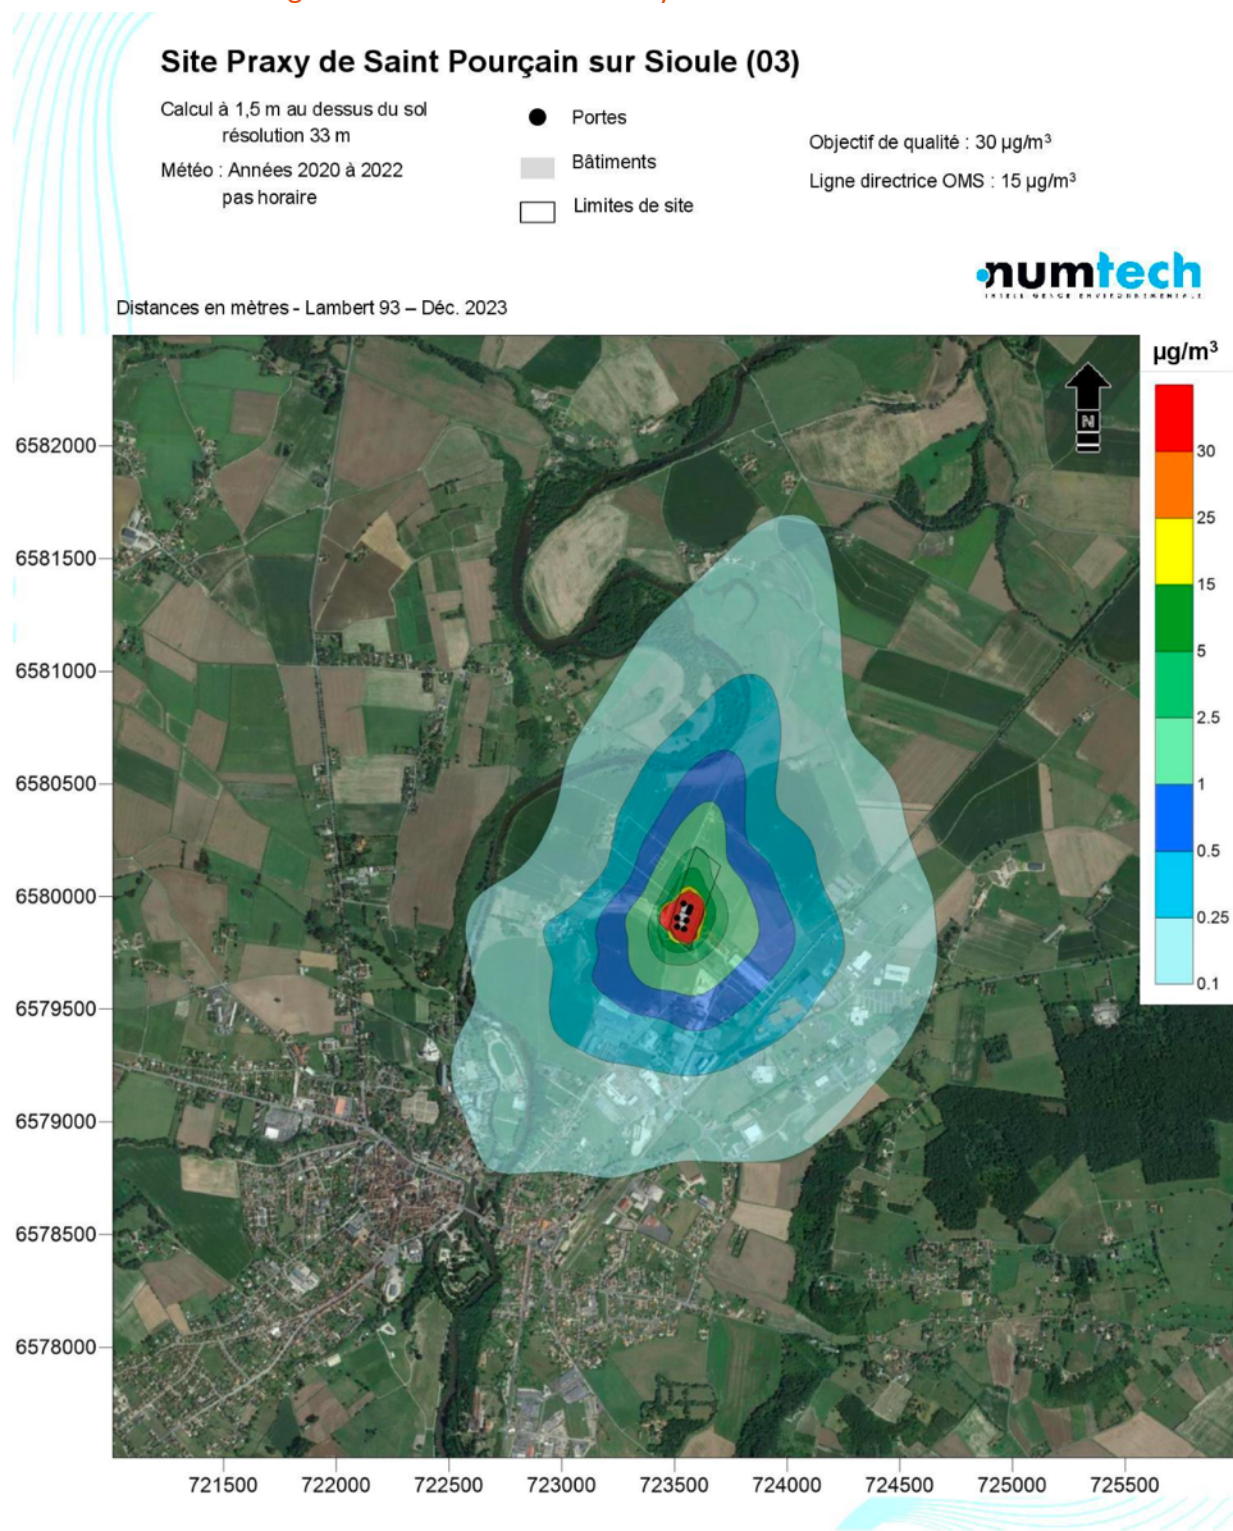 Site Praxy de Saint Pourçain sur Sioule (03)
Calcul à 1,5 m au dessus du sol
résolution 33 m
Météo : Années 2020 à 2022
pas horaire
Portes
Bâtiments
Limites de site
Objectif de qualité : 30 µg/m³
Ligne directrice OMS : 15 µg/m³
numtech
INTELLIGENCE ENVIRONNEMENTALE
Distances en mètres - Lambert 93 – Déc. 2023
µg/m³
N
30
25
15
5
2.5
1
0.5
0.25
0.1
6582000
6581500
6581000
6580500
6580000
6579500
6579000
6578500
6578000
721500
722000
722500
723000
723500
724000
724500
725000
725500